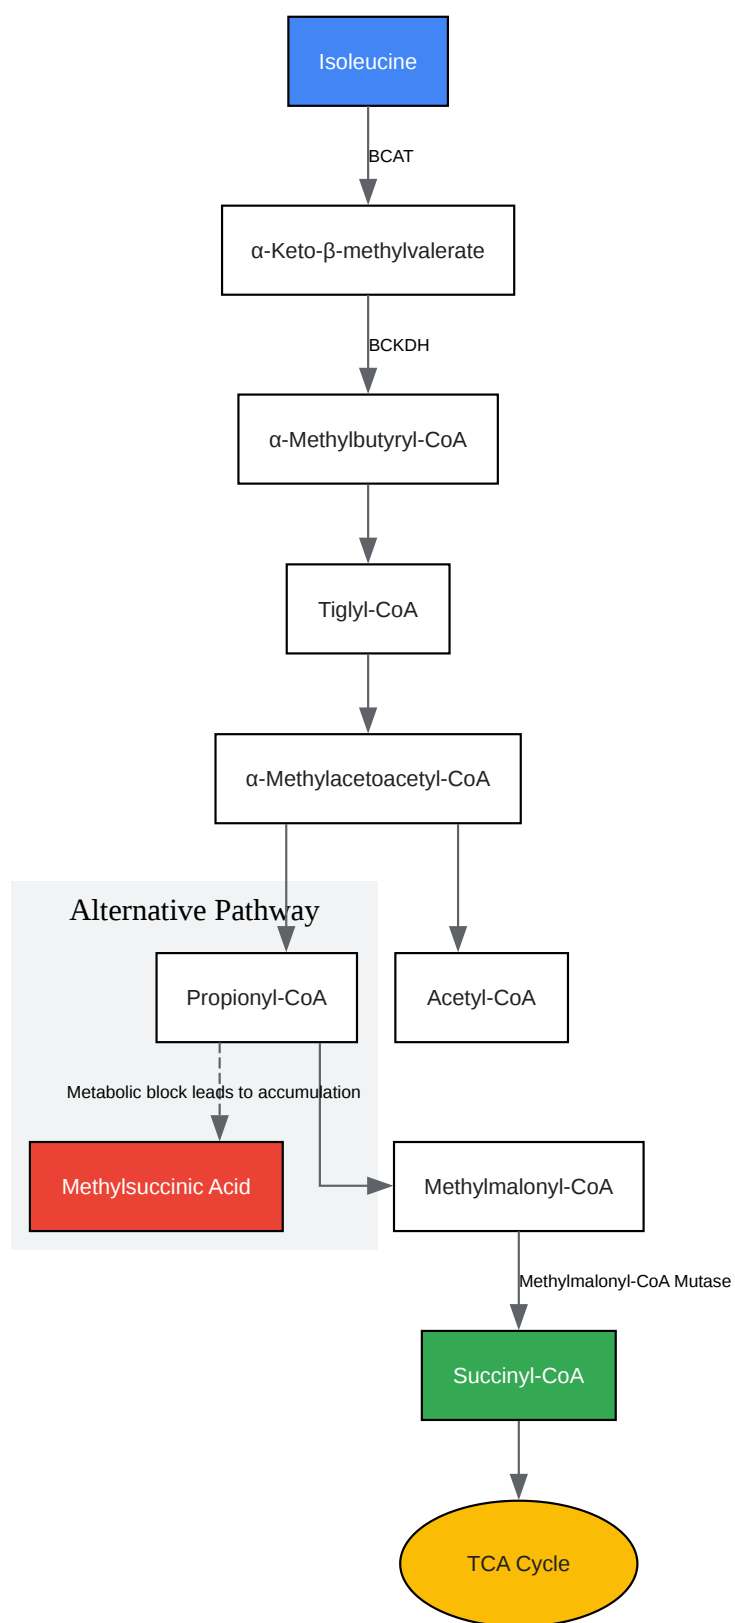 Isoleucine
BCAT
α-Keto-β-methylvalerate
BCKDH
α-Methylbutyryl-CoA
Tiglyl-CoA
α-Methylacetoacetyl-CoA
Alternative Pathway
Propionyl-CoA
Acetyl-CoA
Metabolic block leads to accumulation
Methylsuccinic Acid
Methylmalonyl-CoA
Methylmalonyl-CoA Mutase
Succinyl-CoA
TCA Cycle